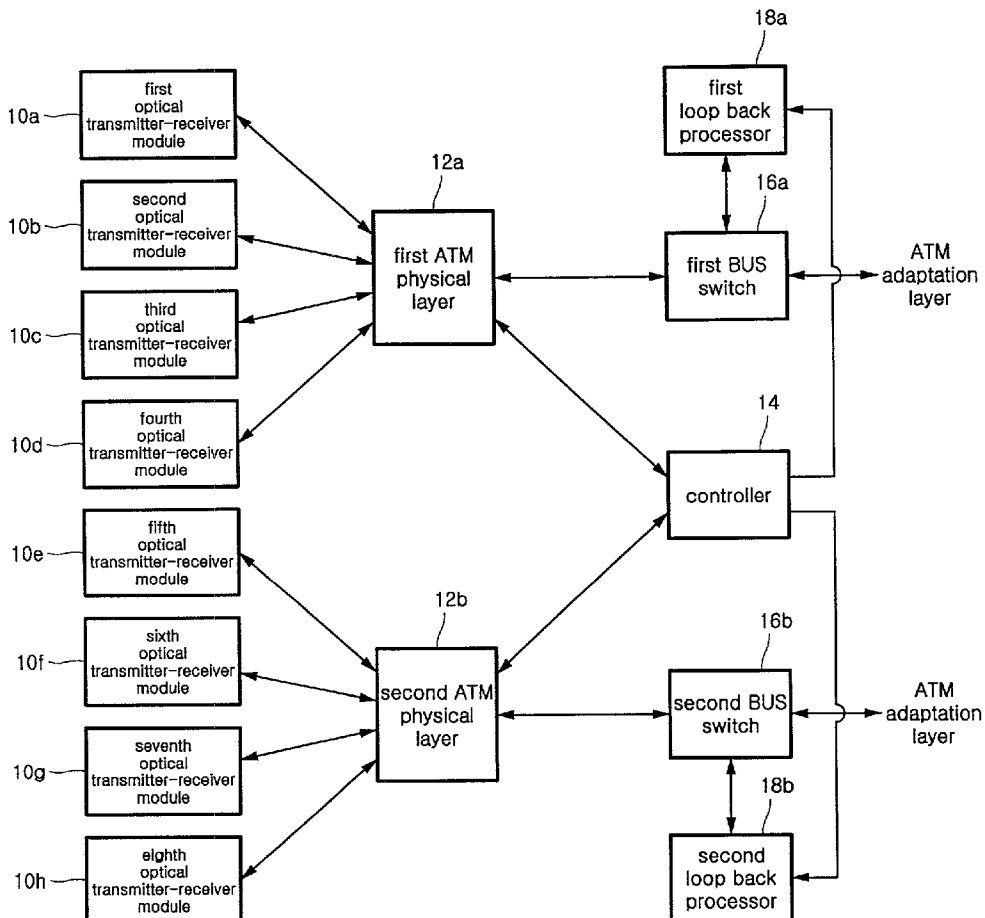 18a
first
loop back
processor
10a
first
optical
transmitter-receiver
module
12a
16a
10b
second
optical
transmitter-receiver
module
first ATM
physical
layer
first BUS
switch
ATM
adaptation
layer
10c
third
optical
transmitter-receiver
module
10d
fourth
optical
transmitter-receiver
module
14
controller
10e
fifth
optical
transmitter-receiver
module
12b
16b
10f
sixth
optical
transmitter-receiver
module
second ATM
physical
layer
second BUS
switch
ATM
adaptation
layer
10g
seventh
optical
transmitter-receiver
module
18b
10h
eighth
optical
transmitter-receiver
module
second
loop back
processor